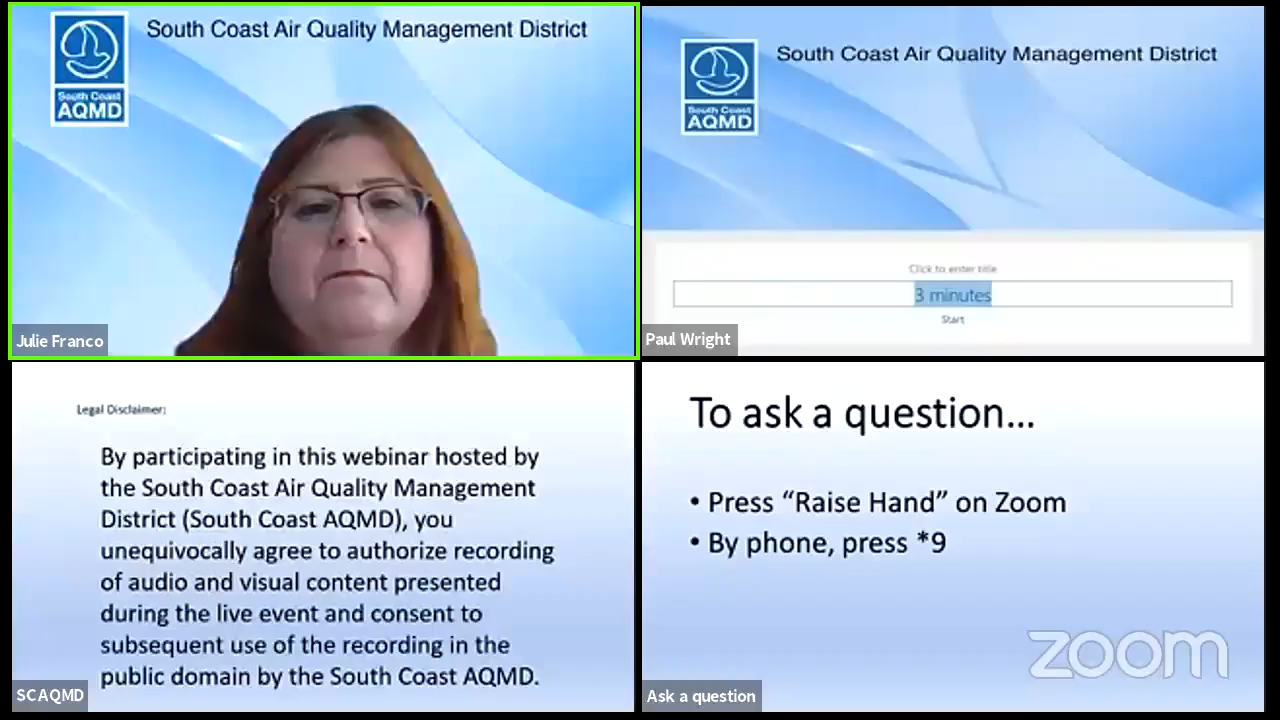 South Coast Air Quality Management District
South Coast
AQMD
Julie Franco
South Coast Air Quality Management District
South Coast
AQMD
Click to enter title
3 minutes
Start
Paul Wright
Legal Disclaimer:
By participating in this webinar hosted by
the South Coast Air Quality Management
District (South Coast AQMD), you
unequivocally agree to authorize recording
of audio and visual content presented
during the live event and consent to
subsequent use of the recording in the
public domain by the South Coast AQMD.
SCAQMD
To ask a question...
• Press “Raise Hand” on Zoom
• By phone, press *9
zoom
Ask a question